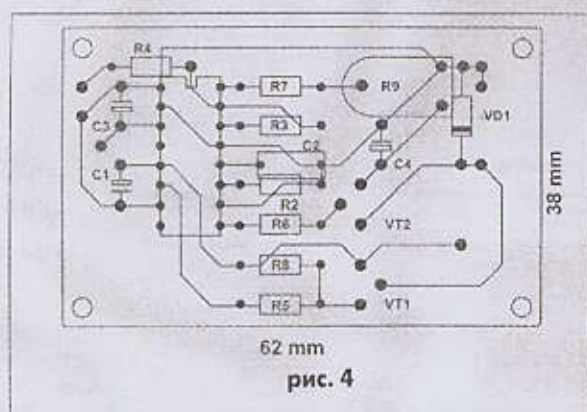 R4
R7
R9
VD1
C3
R3
C2
C1
C4
R2
R6
VT2
R8
R5
VT1
38 mm
62 mm
рис. 4